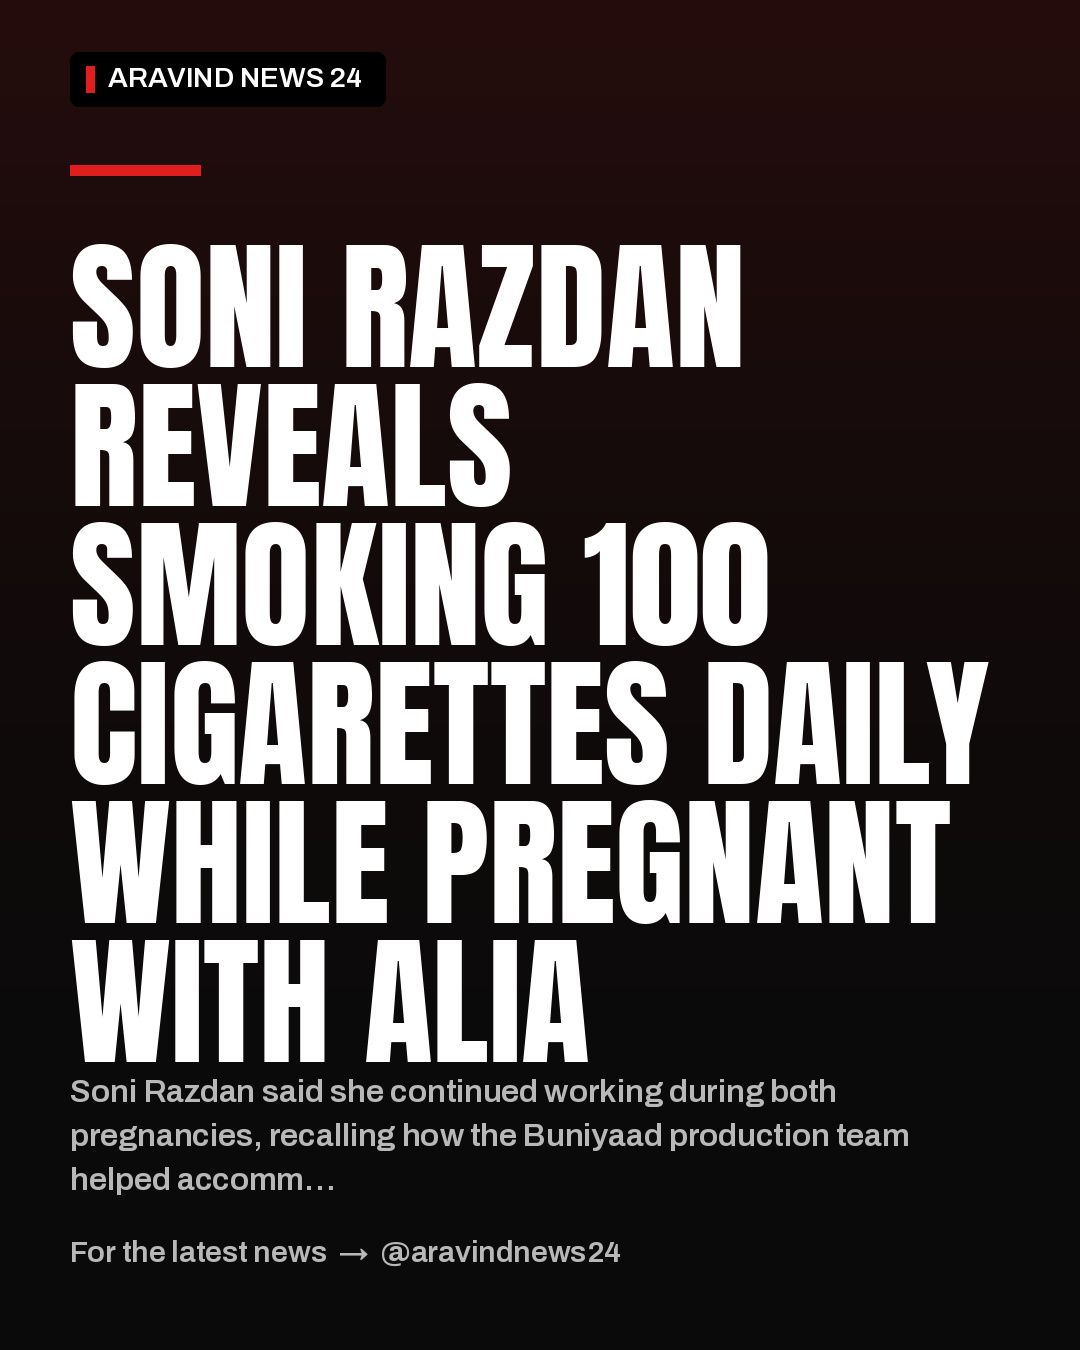 ARAVIND NEWS 24
SONI RAZDAN
REVEALS
SMOKING 100
CIGARETTES DAILY
WHILE PREGNANT
WITH ALIA
Soni Razdan said she continued working during both
pregnancies, recalling how the Buniyaad production team
helped accomm...
For the latest news → @aravindnews24